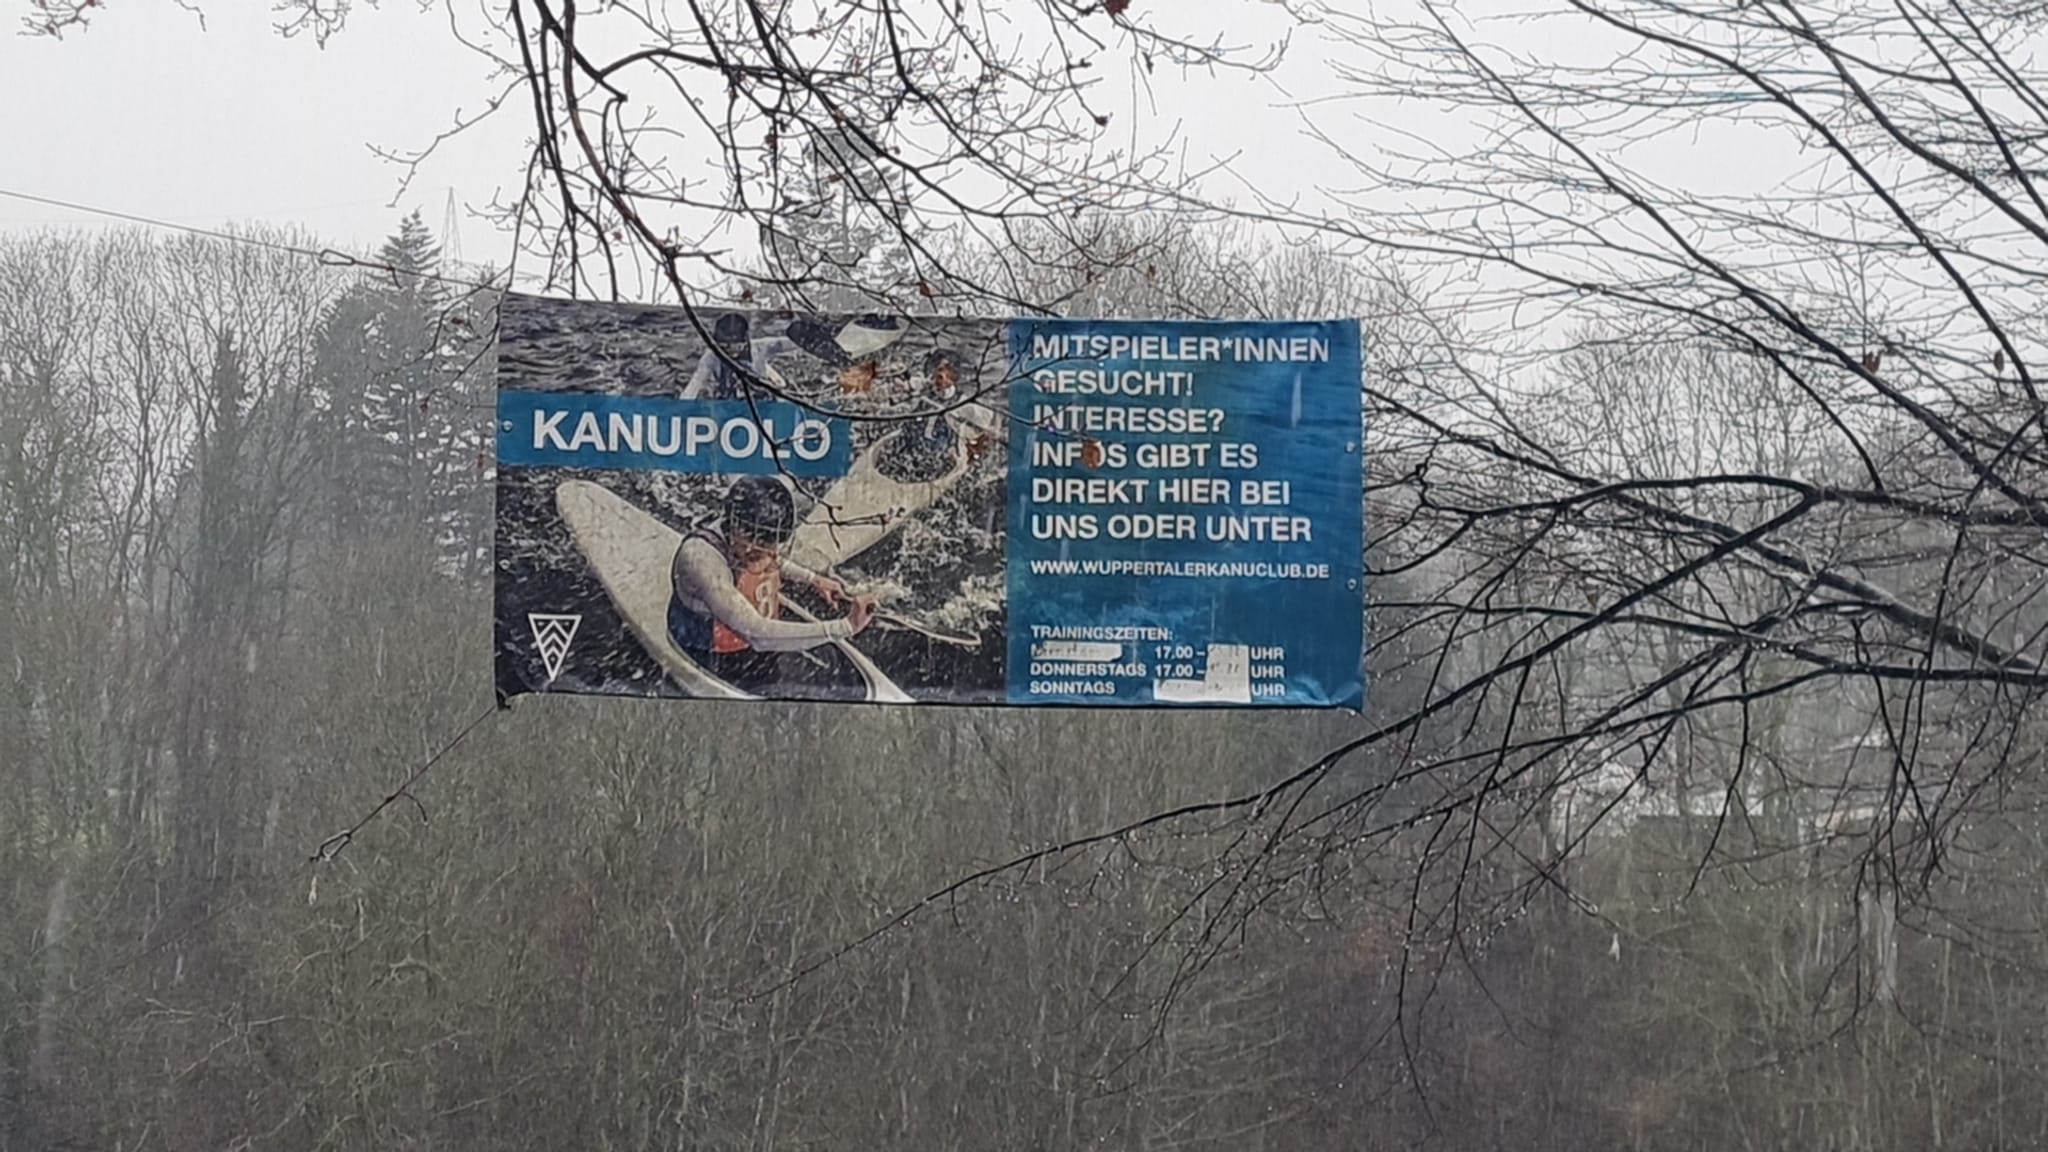 KANUPOLO
MITSPIELER*INNEN
GESUCHT!
INTERESSE?
INFOS GIBT ES
DIREKT HIER BEI
UNS ODER UNTER
WWW.WUPPERTALERKANUCLUB.DE
TRAININGSZEITEN:
17.00 – UHR
DONNERSTAGS 17.00 – UHR
SONNTAGS UHR